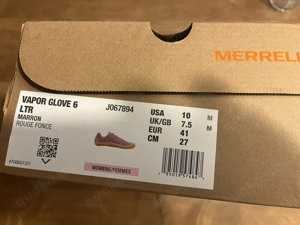 MERRELL
VAPOR GLOVE 6
LTR
MARRON
ROUGE FONCE
J067894
USA 10 M
UK/GB 7.5 M
EUR 41
CM 27
WOMENS/FEMMES